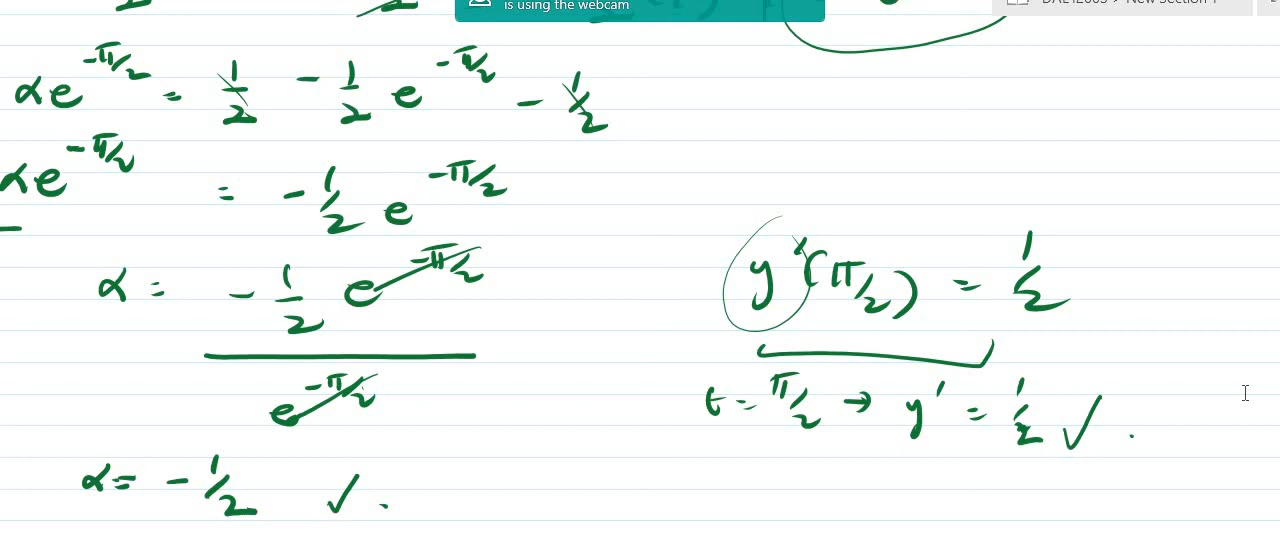 is using the webcam
αe^{-π/2} = 1/2 - 1/2 e^{-π/2} - 1/2
αe^{-π/2} = - 1/2 e^{-π/2}
α = - 1/2 e^{-π/2}
e^{-π/2}
α = - 1/2 ✓ .
y'(π/2) = 1/2
t = π/2 → y' = 1/2 ✓ .